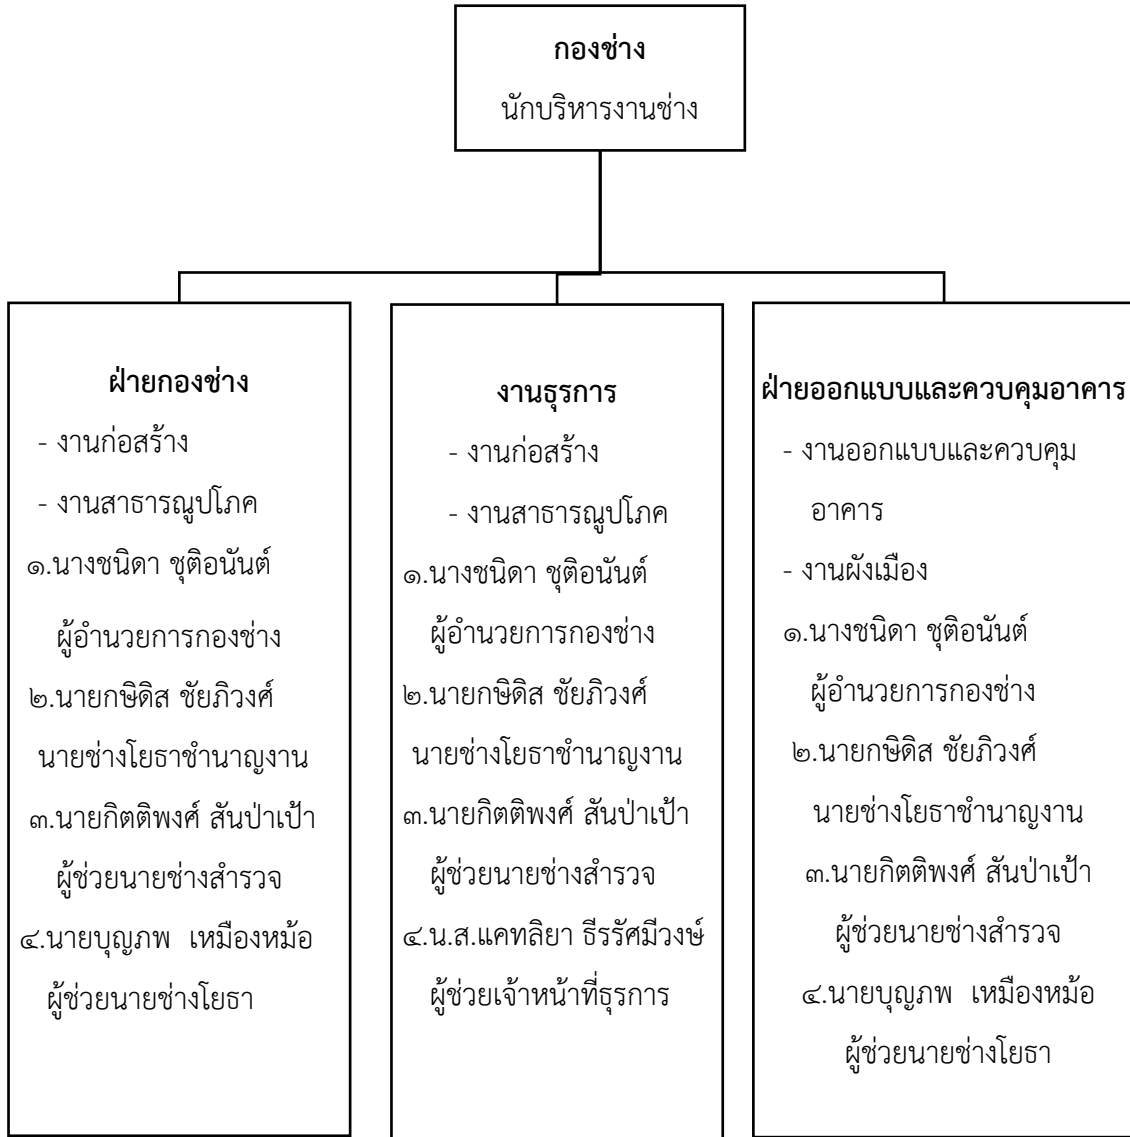 กองช่าง
นักบริหารงานช่าง
ฝ่ายกองช่าง
- งานก่อสร้าง
- งานสาธารณูปโภค
๑.นางชนิดา ชุติอนันต์
ผู้อำนวยการกองช่าง
๒.นายกษิดิส ชัยภิวงศ์
นายช่างโยธาชำนาญงาน
๓.นายกิตติพงศ์ สันป่าเป้า
ผู้ช่วยนายช่างสำรวจ
๔.นายบุญภพ  เหมืองหม้อ
ผู้ช่วยนายช่างโยธา
งานธุรการ
- งานก่อสร้าง
- งานสาธารณูปโภค
๑.นางชนิดา ชุติอนันต์
ผู้อำนวยการกองช่าง
๒.นายกษิดิส ชัยภิวงศ์
นายช่างโยธาชำนาญงาน
๓.นายกิตติพงศ์ สันป่าเป้า
ผู้ช่วยนายช่างสำรวจ
๔.น.ส.แคทลิยา ธีรรัศมีวงษ์
ผู้ช่วยเจ้าหน้าที่ธุรการ
ฝ่ายออกแบบและควบคุมอาคาร
- งานออกแบบและควบคุม
อาคาร
- งานผังเมือง
๑.นางชนิดา ชุติอนันต์
ผู้อำนวยการกองช่าง
๒.นายกษิดิส ชัยภิวงศ์
นายช่างโยธาชำนาญงาน
๓.นายกิตติพงศ์ สันป่าเป้า
ผู้ช่วยนายช่างสำรวจ
๔.นายบุญภพ  เหมืองหม้อ
ผู้ช่วยนายช่างโยธา